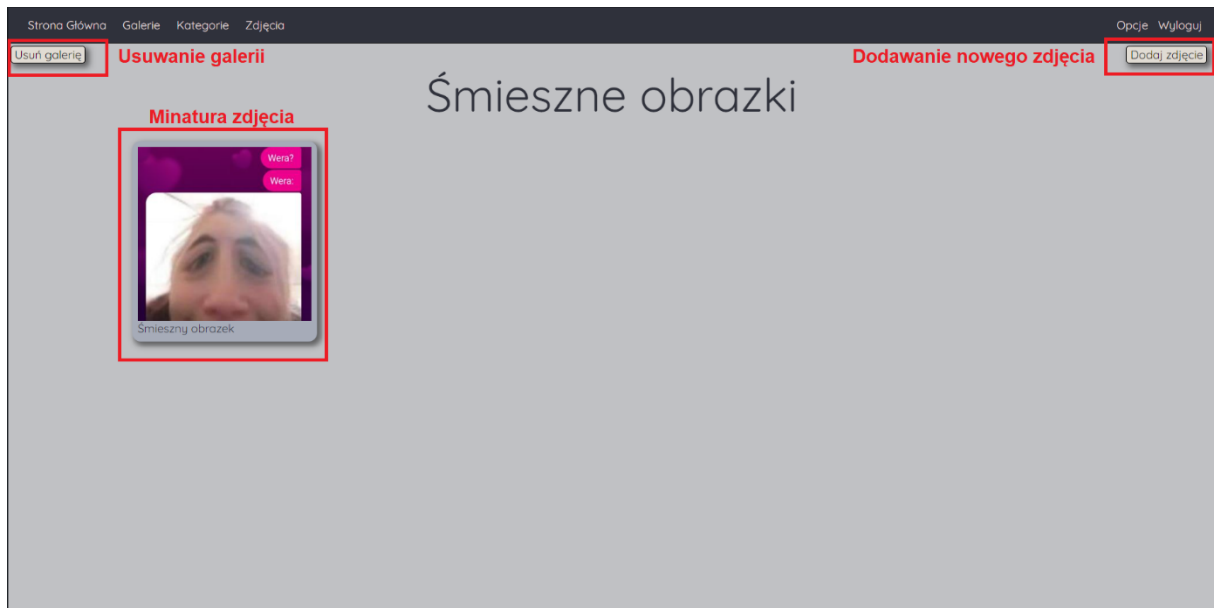 Strona Główna Galerie Kategorie Zdjęcia Opcje Wyloguj
Usuń galerię Usuwanie galerii Dodawanie nowego zdjęcia Dodaj zdjęcie
Śmieszne obrazki
Minatura zdjęcia
Wera?
Wera:
Śmieszny obrazek